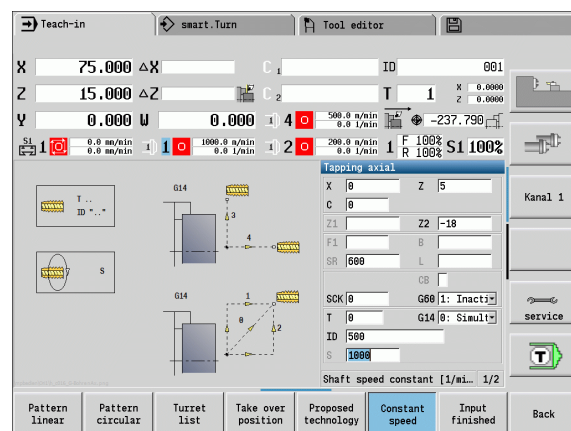 Teach-in smart.Turn Tool editor
X 75.000 △X C 1 ID 001
Z 15.000 △Z C 2 T 1 X 0.0000 Z 0.0000
Y 0.000 W 0.000 4 500.0 m/min 0.0 1/min -237.790
S1 1 0.0 mm/min 0.0 mm/min 1 1000.0 m/min 0.0 1/min 2 200.0 m/min 0.0 1/min 1 F 100% R 100% S1 100%
Tapping axial
X 0 Z 5
C 0
Z1 Z2 -18
F1 B
SR 600 L
CB
SCK 0 G60 1: Inacti
T 0 G14 0: Simult
ID 500
S 1000
Shaft speed constant [1/mi… 1/2
T ..
ID ".."
S
G14
3
4
G14
1
0
2
Kanal 1
service
T
Pattern linear
Pattern circular
Turret list
Take over position
Proposed technology
Constant speed
Input finished
Back